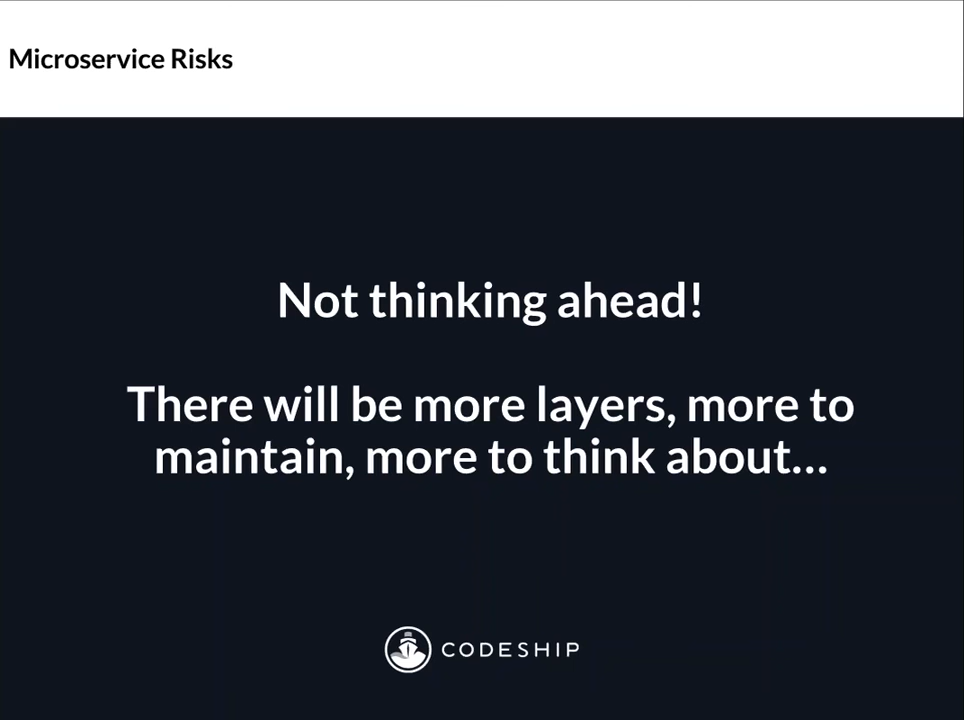 Microservice Risks
Not thinking ahead!
There will be more layers, more to
maintain, more to think about...
CODESHIP